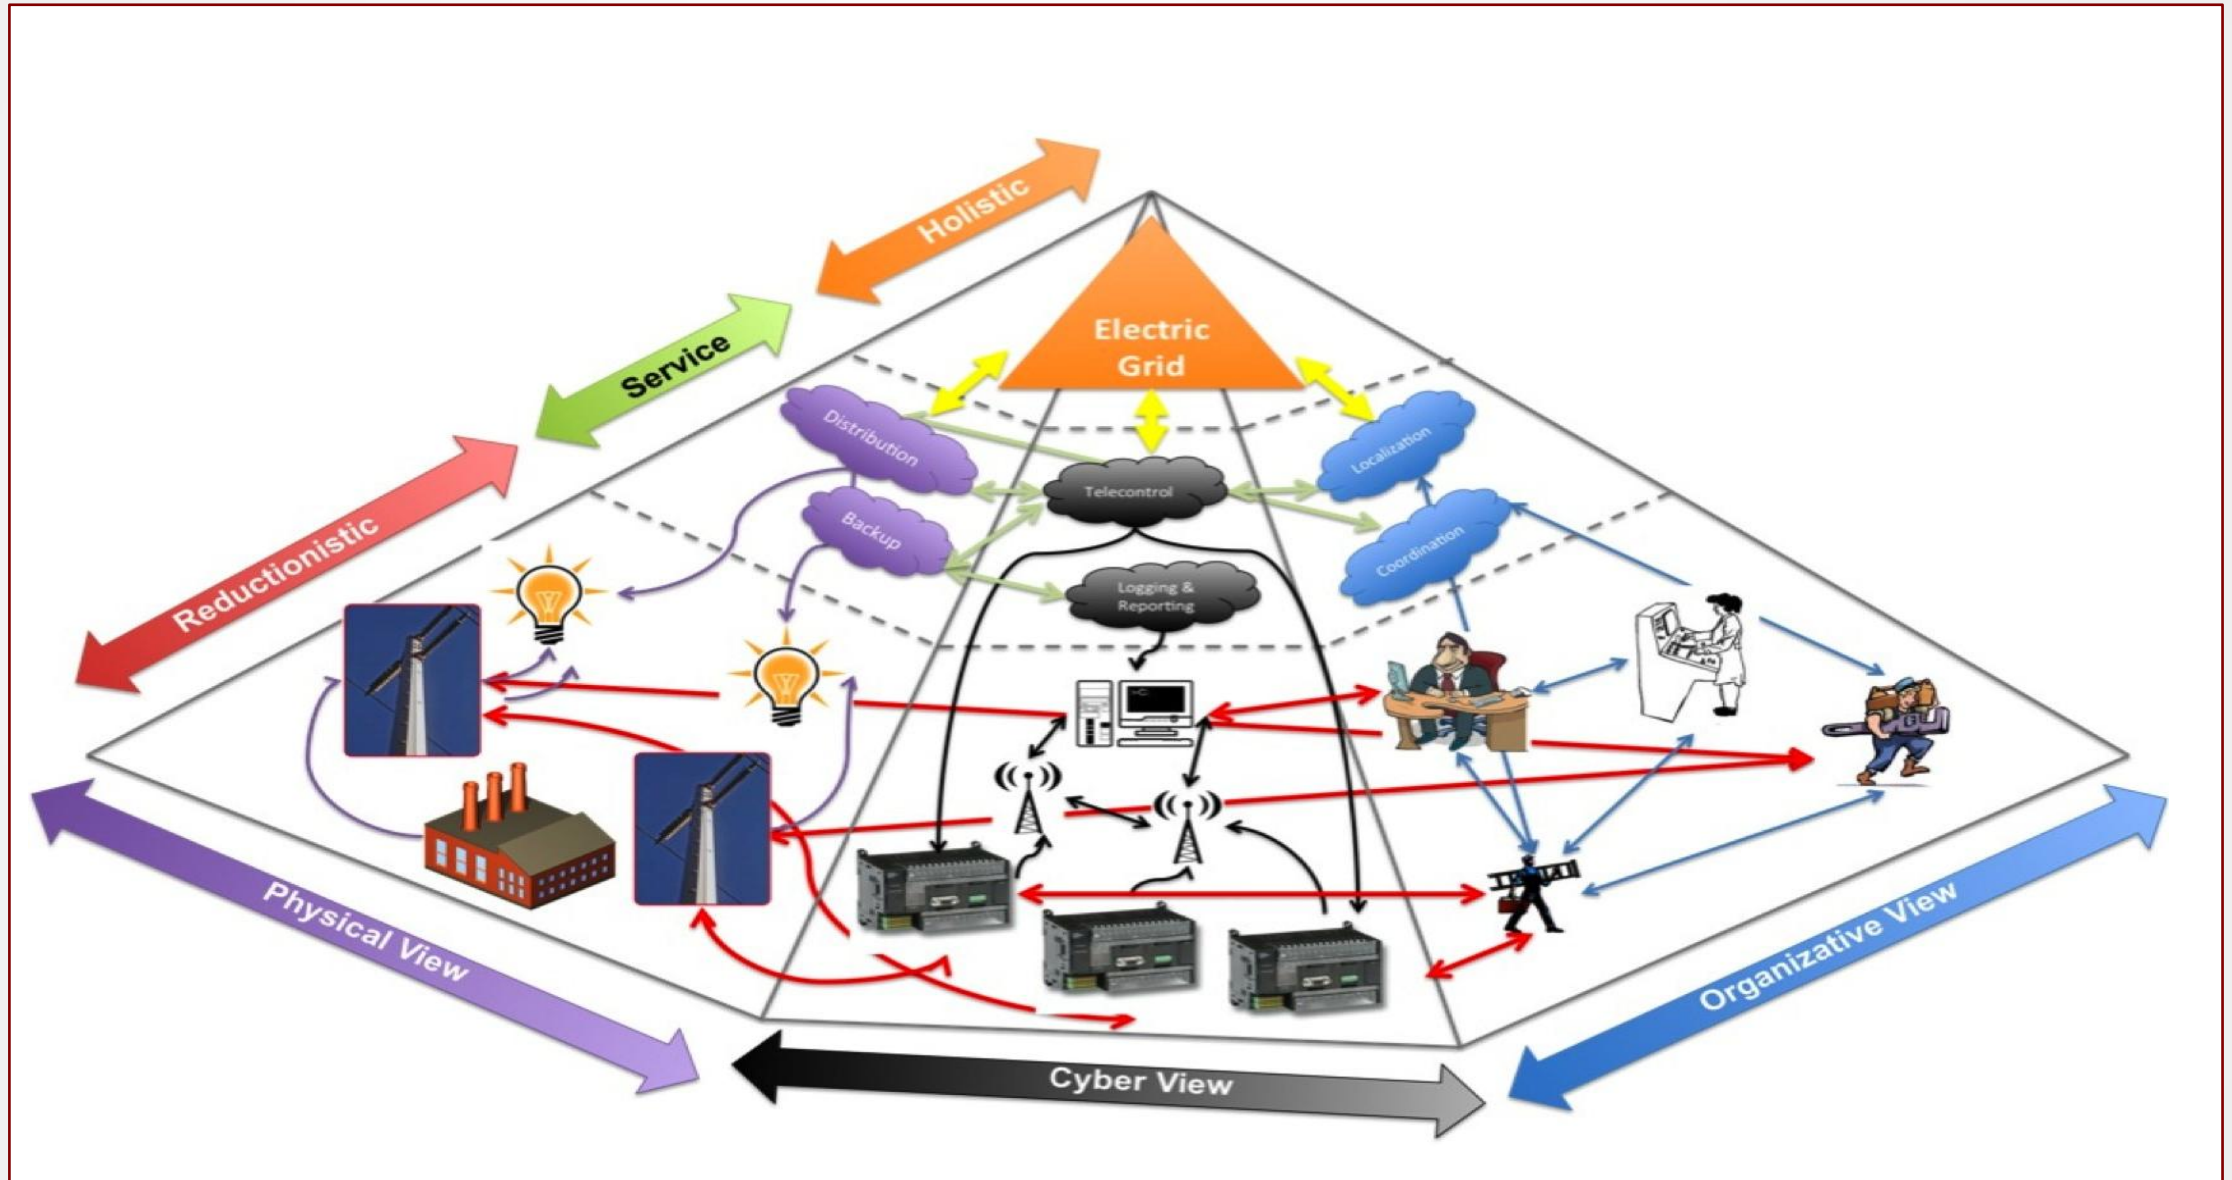 Holistic
Service
Reductionistic
Electric
Grid
Distribution
Backup
Telecontrol
Logging &
Reporting
Localization
Coordination
Physical View
Cyber View
Organizative View